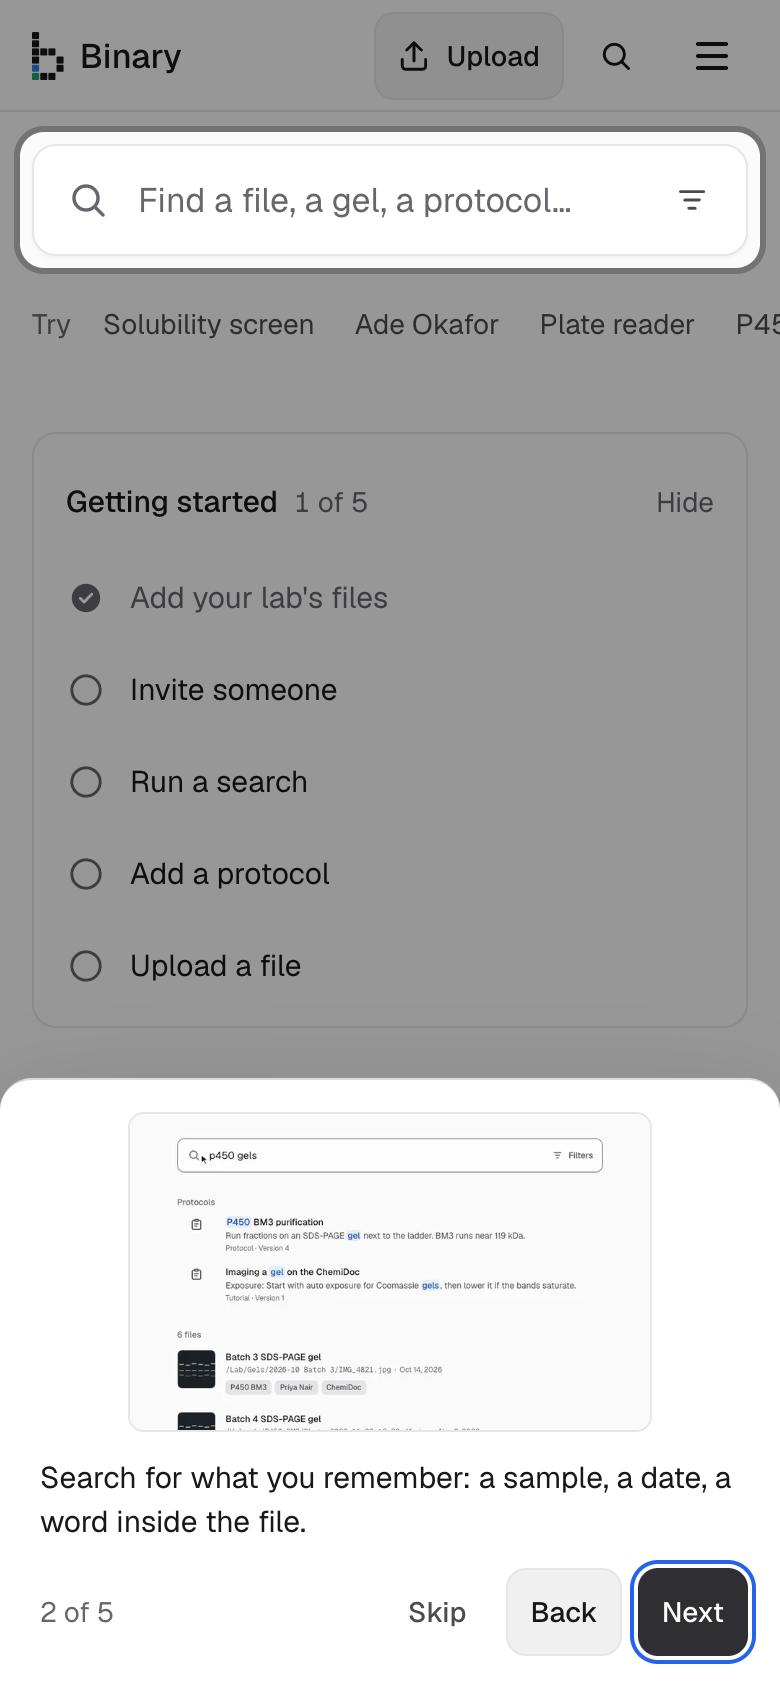 Binary
Upload
Find a file, a gel, a protocol...
Try Solubility screen Ade Okafor Plate reader P45
Getting started 1 of 5 Hide
Add your lab's files
Invite someone
Run a search
Add a protocol
Upload a file
p450 gels Filters
Protocols
P450 BM3 purification
Run fractions on an SDS-PAGE gel next to the ladder. BM3 runs near 119 kDa.
Protocol · Version 4
Imaging a gel on the ChemiDoc
Exposure: Start with auto exposure for Coomassie gels, then lower it if the bands saturate.
Tutorial · Version 1
6 files
Batch 3 SDS-PAGE gel
/Lab/Gels/2026-10 Batch 3/IMG_4821.jpg · Oct 14, 2026
P450 BM3 Priya Nair ChemiDoc
Batch 4 SDS-PAGE gel
Search for what you remember: a sample, a date, a
word inside the file.
2 of 5 Skip Back Next